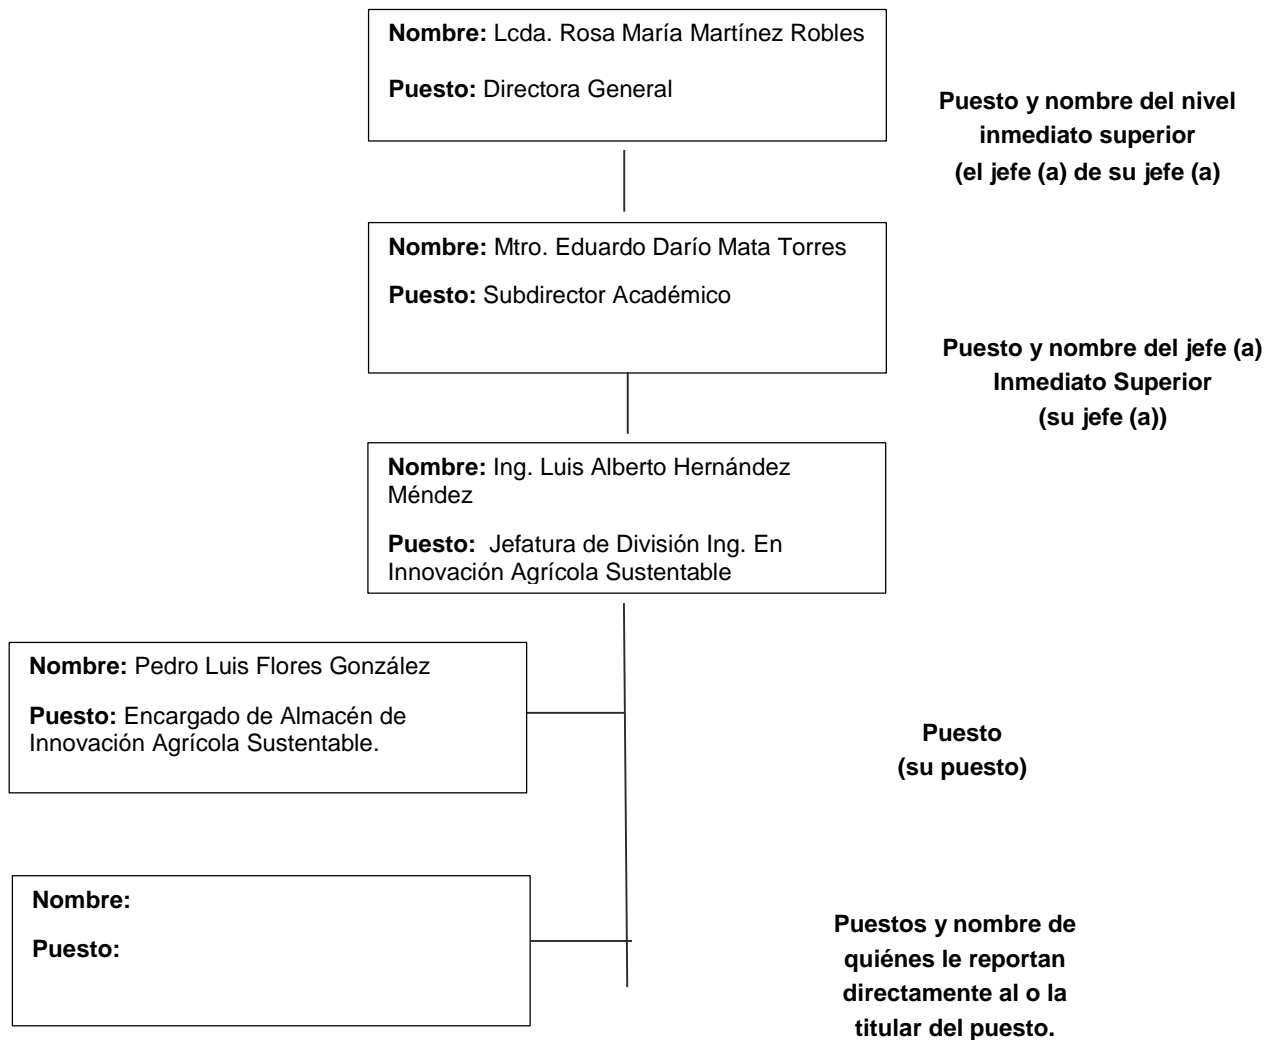 Nombre: Lcda. Rosa María Martínez Robles
Puesto: Directora General
Puesto y nombre del nivel
inmediato superior
(el jefe (a) de su jefe (a)
Nombre: Mtro. Eduardo Darío Mata Torres
Puesto: Subdirector Académico
Puesto y nombre del jefe (a)
Inmediato Superior
(su jefe (a))
Nombre: Ing. Luis Alberto Hernández
Méndez
Puesto: Jefatura de División Ing. En
Innovación Agrícola Sustentable
Nombre: Pedro Luis Flores González
Puesto: Encargado de Almacén de
Innovación Agrícola Sustentable.
Puesto
(su puesto)
Nombre:
Puesto:
Puestos y nombre de
quiénes le reportan
directamente al o la
titular del puesto.